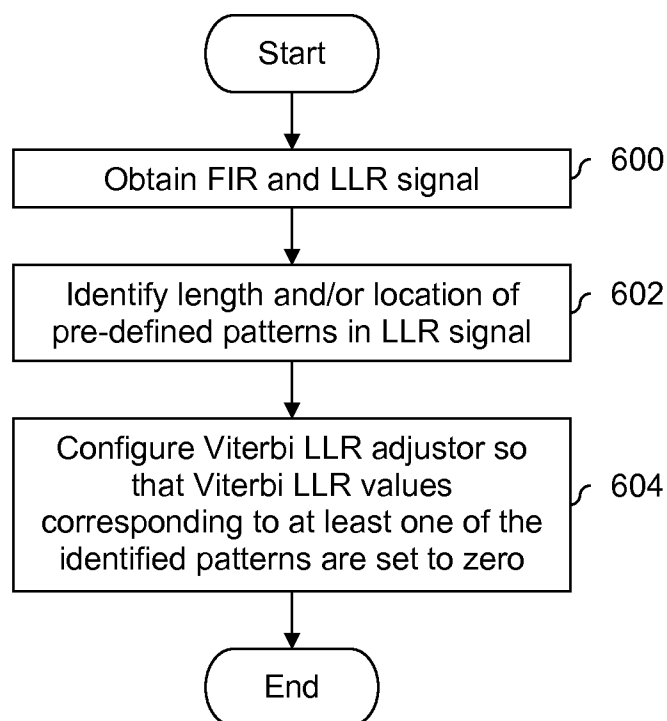 Start
Obtain FIR and LLR signal
600
Identify length and/or location of
pre-defined patterns in LLR signal
602
Configure Viterbi LLR adjustor so
that Viterbi LLR values
corresponding to at least one of the
identified patterns are set to zero
604
End